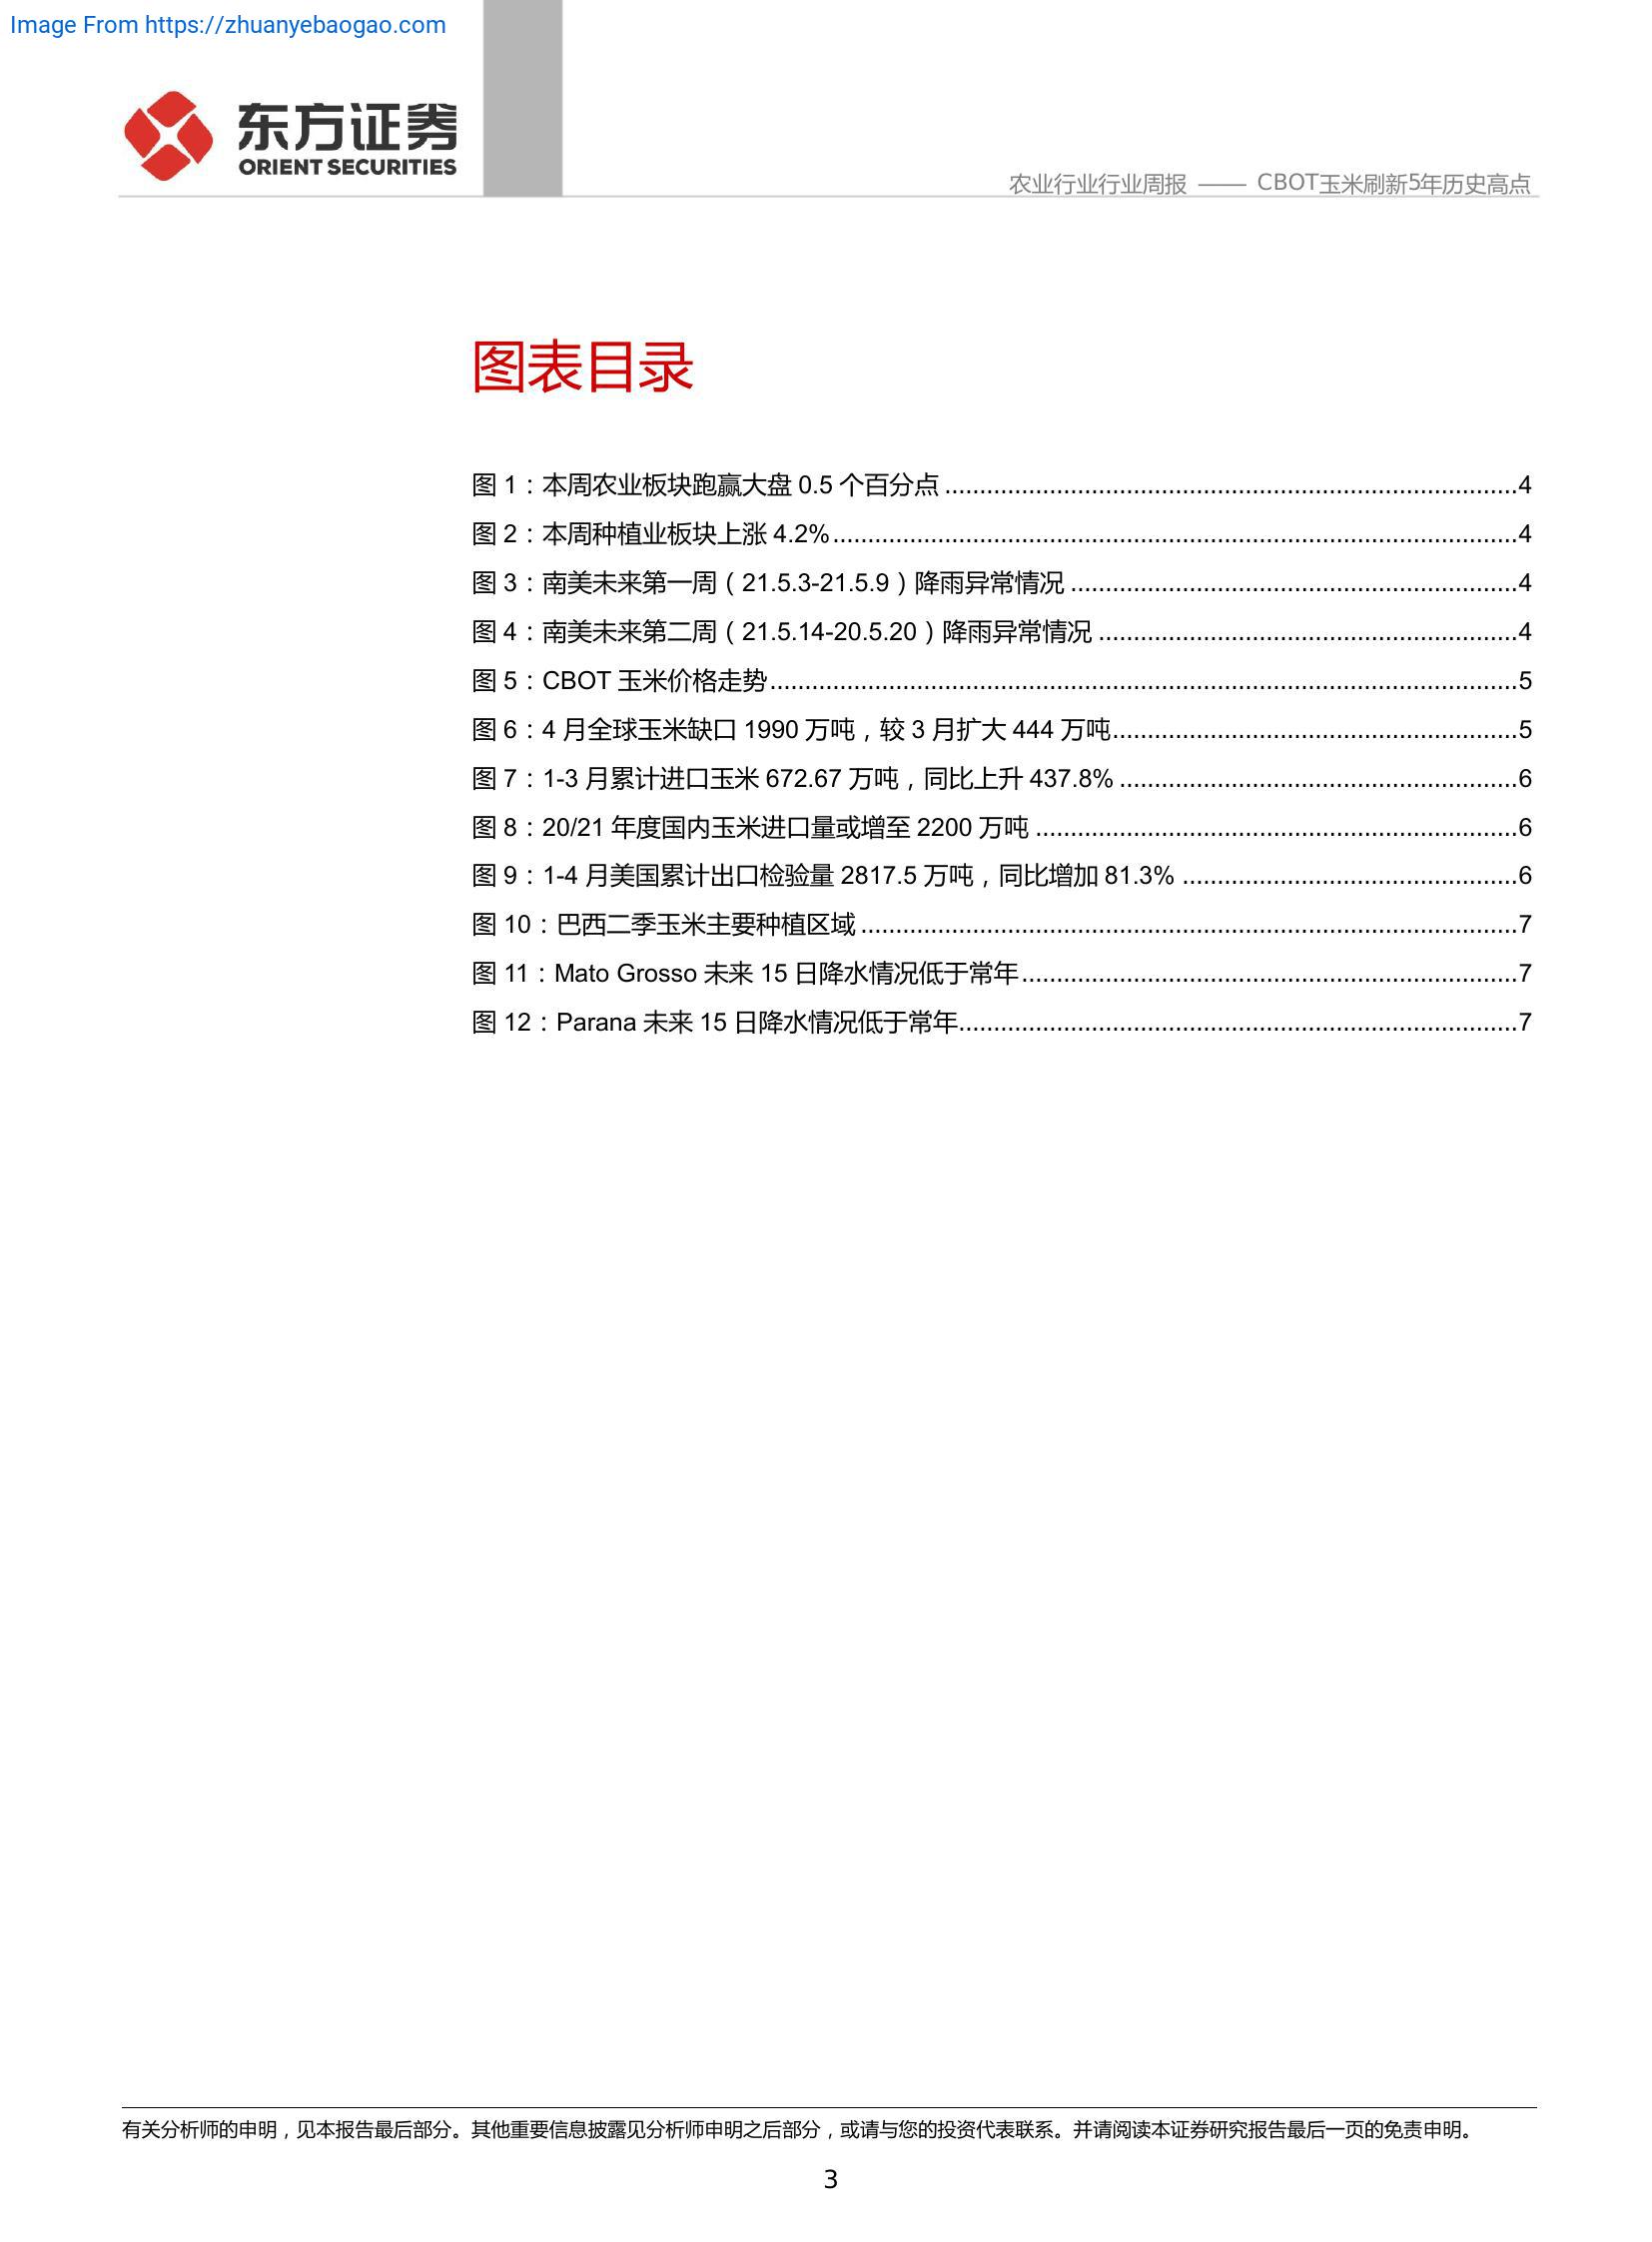 Image From https://zhuanyebaogao.com
东方证券
ORIENT SECURITIES
农业行业行业周报 —— CBOT玉米刷新5年历史高点
图表目录
图 1：本周农业板块跑赢大盘 0.5 个百分点 ..................................................................................4
图 2：本周种植业板块上涨 4.2%..................................................................................................4
图 3：南美未来第一周（21.5.3-21.5.9）降雨异常情况 ................................................................4
图 4：南美未来第二周（21.5.14-20.5.20）降雨异常情况 ............................................................4
图 5：CBOT 玉米价格走势...........................................................................................................5
图 6：4 月全球玉米缺口 1990 万吨，较 3 月扩大 444 万吨..........................................................5
图 7：1-3 月累计进口玉米 672.67 万吨，同比上升 437.8% .........................................................6
图 8：20/21 年度国内玉米进口量或增至 2200 万吨 .....................................................................6
图 9：1-4 月美国累计出口检验量 2817.5 万吨，同比增加 81.3% ................................................6
图 10：巴西二季玉米主要种植区域 ..............................................................................................7
图 11：Mato Grosso 未来 15 日降水情况低于常年.......................................................................7
图 12：Parana 未来 15 日降水情况低于常年................................................................................7
有关分析师的申明，见本报告最后部分。其他重要信息披露见分析师申明之后部分，或请与您的投资代表联系。并请阅读本证券研究报告最后一页的免责申明。
3